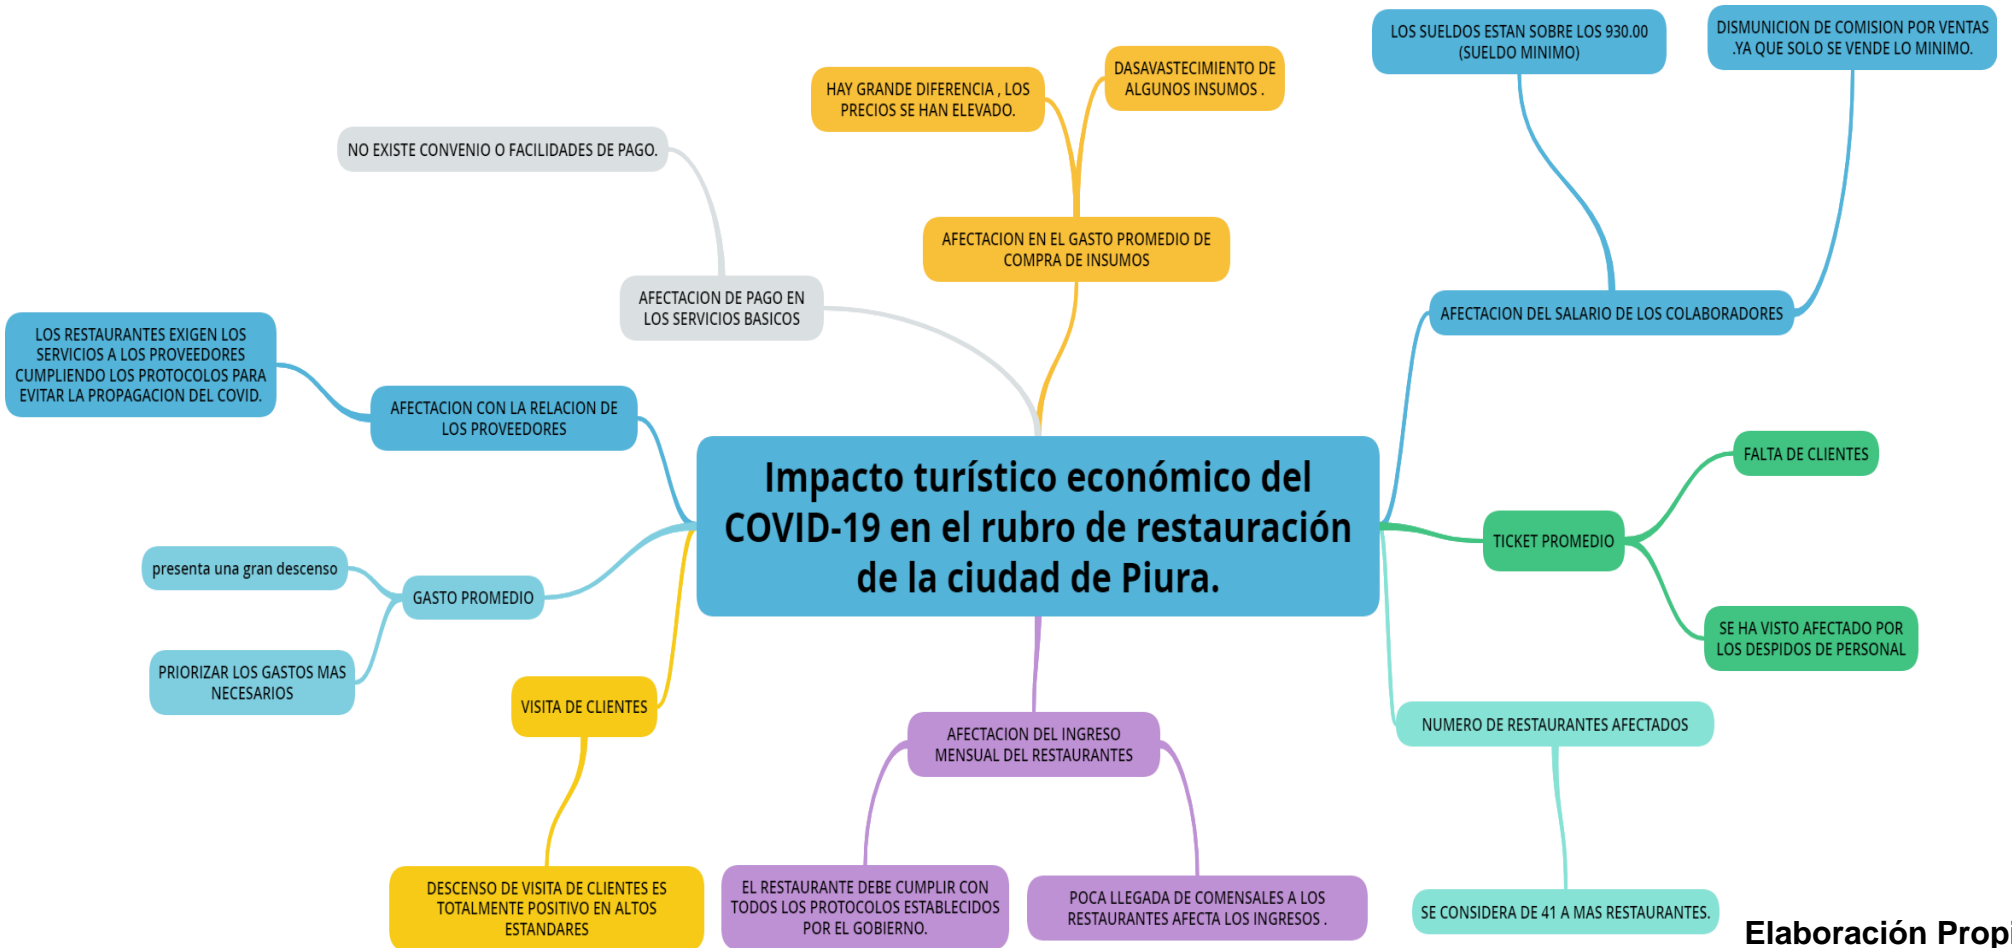 LOS SUELDOS ESTAN SOBRE LOS 930.00
(SUELDO MINIMO)
DISMUNICION DE COMISION POR VENTAS
.YA QUE SOLO SE VENDE LO MINIMO.
DASAVASTECIMIENTO DE
ALGUNOS INSUMOS .
HAY GRANDE DIFERENCIA , LOS
PRECIOS SE HAN ELEVADO.
NO EXISTE CONVENIO O FACILIDADES DE PAGO.
AFECTACION EN EL GASTO PROMEDIO DE
COMPRA DE INSUMOS
AFECTACION DE PAGO EN
LOS SERVICIOS BASICOS
AFECTACION DEL SALARIO DE LOS COLABORADORES
LOS RESTAURANTES EXIGEN LOS
SERVICIOS A LOS PROVEEDORES
CUMPLIENDO LOS PROTOCOLOS PARA
EVITAR LA PROPAGACION DEL COVID.
AFECTACION CON LA RELACION DE
LOS PROVEEDORES
Impacto turístico económico del
COVID-19 en el rubro de restauración
de la ciudad de Piura.
FALTA DE CLIENTES
TICKET PROMEDIO
SE HA VISTO AFECTADO POR
LOS DESPIDOS DE PERSONAL
presenta una gran descenso
GASTO PROMEDIO
PRIORIZAR LOS GASTOS MAS
NECESARIOS
VISITA DE CLIENTES
AFECTACION DEL INGRESO
MENSUAL DEL RESTAURANTES
NUMERO DE RESTAURANTES AFECTADOS
DESCENSO DE VISITA DE CLIENTES ES
TOTALMENTE POSITIVO EN ALTOS
ESTANDARES
EL RESTAURANTE DEBE CUMPLIR CON
TODOS LOS PROTOCOLOS ESTABLECIDOS
POR EL GOBIERNO.
POCA LLEGADA DE COMENSALES A LOS
RESTAURANTES AFECTA LOS INGRESOS .
SE CONSIDERA DE 41 A MAS RESTAURANTES.
Elaboración Propi